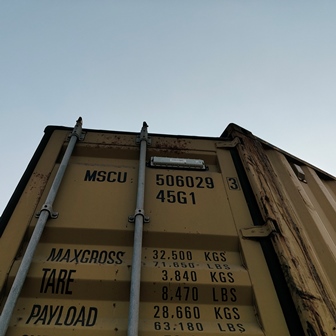 MSCU 506029 3
45G1
MAXGROSS 32.500 KGS
71.650 LBS
TARE 3.840 KGS
8.470 LBS
PAYLOAD 28.660 KGS
63.180 LBS